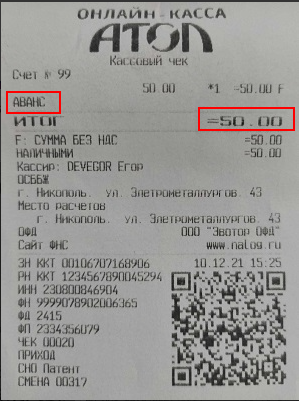 ОНЛАЙН-КАССА
АТОЛ
Кассовый чек
Счет № 99
50 00 *1 =50.00 F
АВАНС
ИТОГ =50.00
F: СУММА БЕЗ НДС =50.00
НАЛИЧНЫМИ =50.00
Кассир: DEYEGOR Егор
ОСББЖ
г. Никополь. ул. Элетрометаллургов. 43
Место расчетов
г. Никополь. ул. Элетрометаллургов. 43
ОФД ООО "Эвотор ОФД"
Сайт ФНС www.nalog.ru
ЗН ККТ 00106707168906 10.12.21 15:25
РН ККТ 1234567890045294
ИНН 230800846904
ФН 9999078902006365
ФД 2415
ФП 2334356079
ЧЕК 00020
ПРИХОД
СНО Патент
СМЕНА 00317